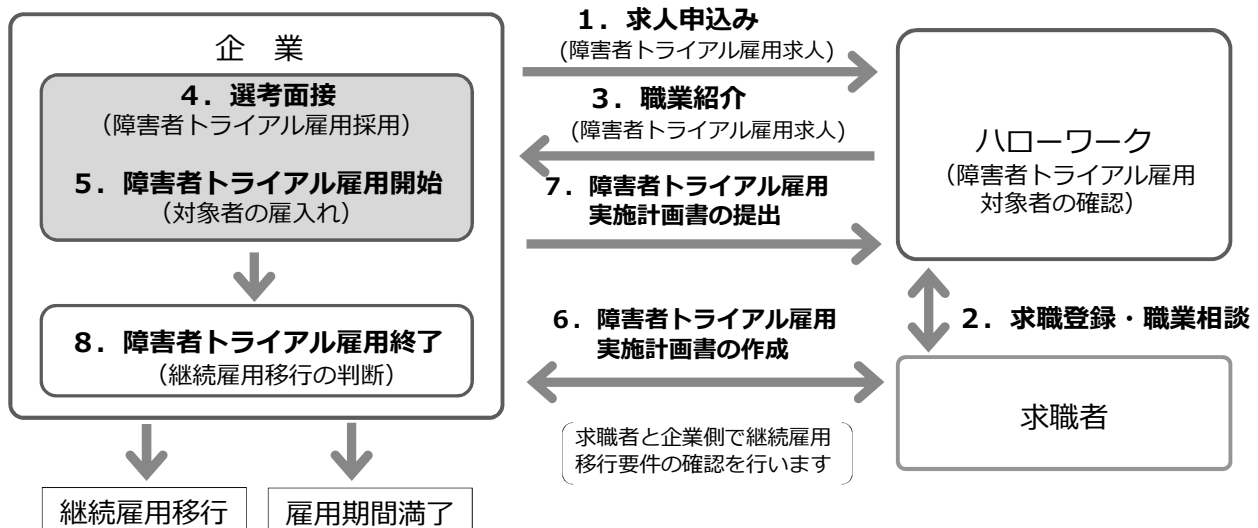 企　業
4．選考面接
（障害者トライアル雇用採用）
5．障害者トライアル雇用開始
（対象者の雇入れ）
8．障害者トライアル雇用終了
（継続雇用移行の判断）
継続雇用移行
雇用期間満了
1．求人申込み
(障害者トライアル雇用求人)
3．職業紹介
(障害者トライアル雇用求人)
7．障害者トライアル雇用
実施計画書の提出
6．障害者トライアル雇用
実施計画書の作成
求職者と企業側で継続雇用
移行要件の確認を行います
ハローワーク
（障害者トライアル雇用
対象者の確認）
2．求職登録・職業相談
求職者